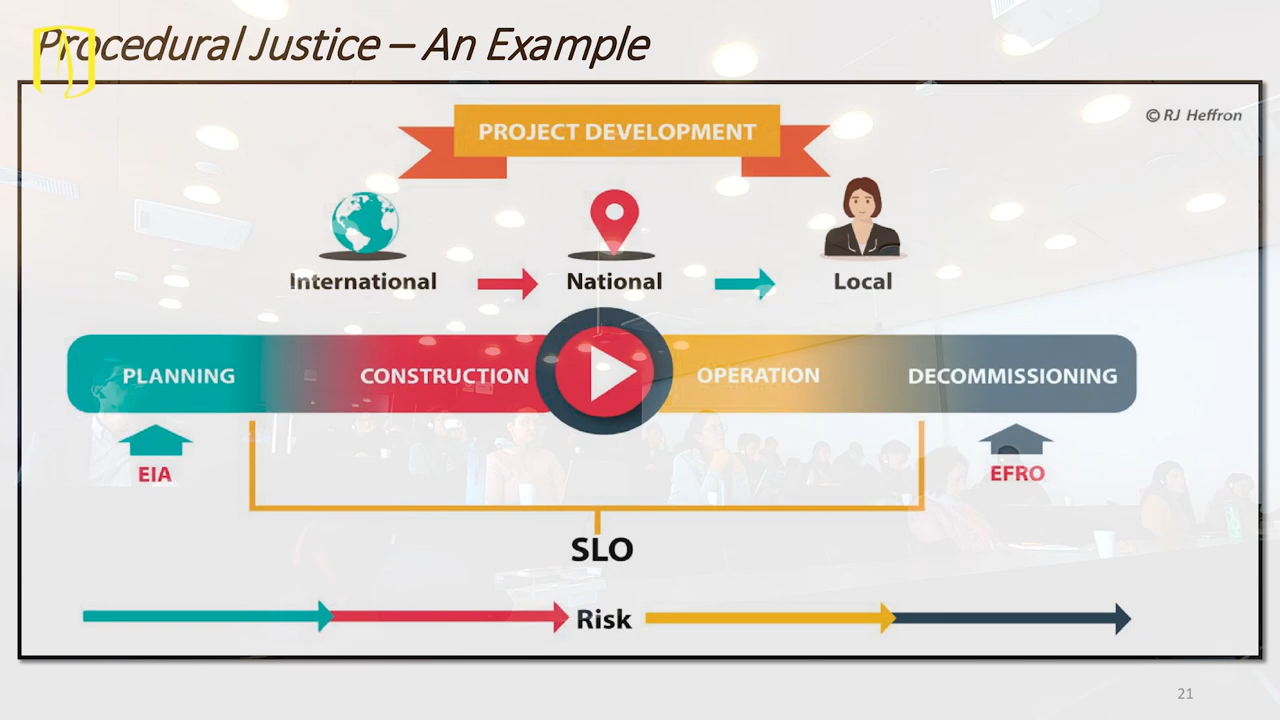 Procedural Justice – An Example
© RJ Heffron
PROJECT DEVELOPMENT
International
National
Local
PLANNING
CONSTRUCTION
OPERATION
DECOMMISSIONING
EIA
EFRO
SLO
Risk
21